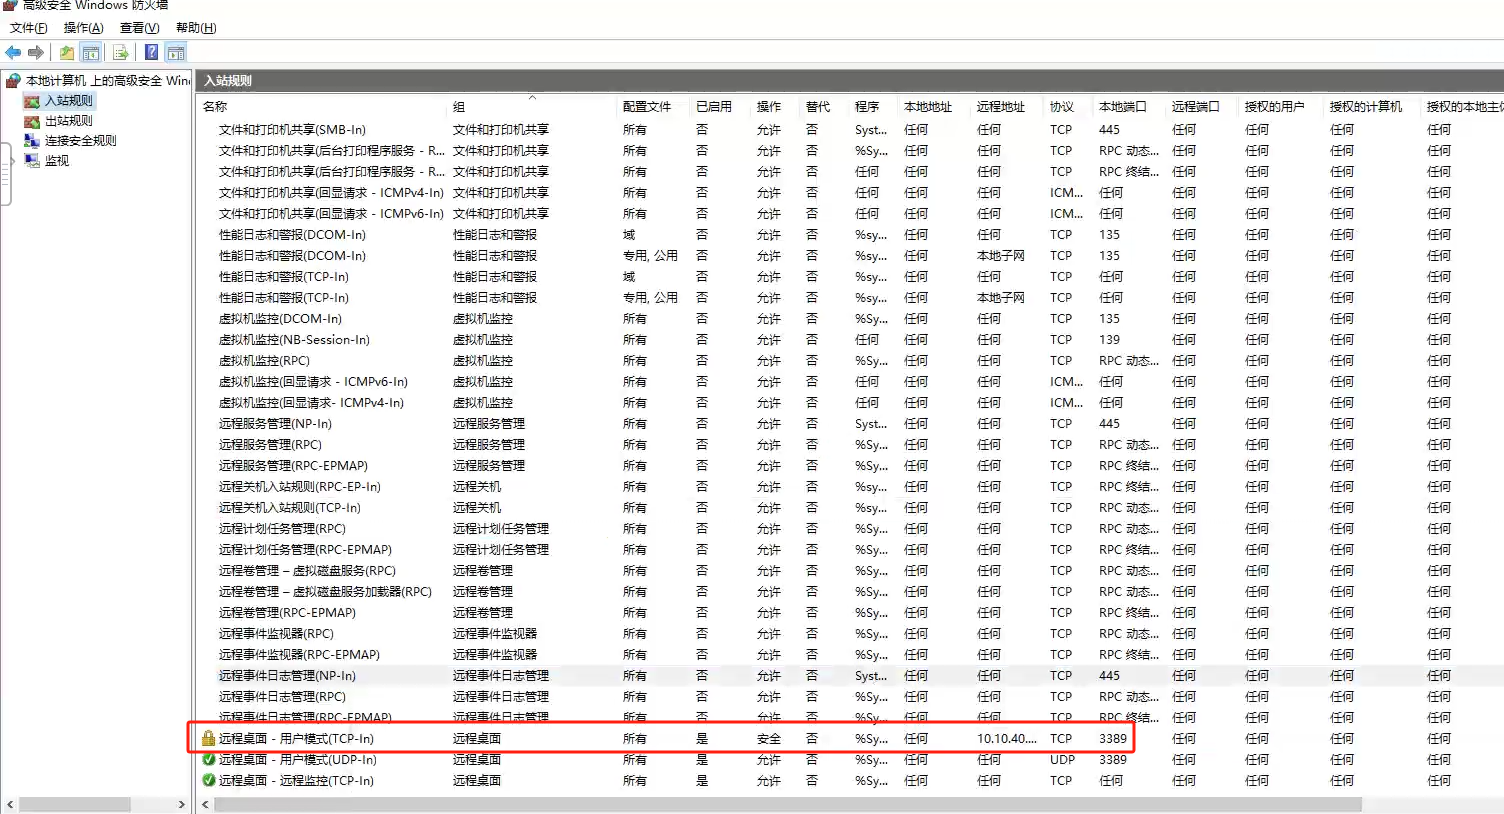 高级安全 Windows 防火墙
文件(F) 操作(A) 查看(V) 帮助(H)
本地计算机 上的高级安全 Win
入站规则
出站规则
连接安全规则
监视
入站规则
名称 组 配置文件 已启用 操作 替代 程序 本地地址 远程地址 协议 本地端口 远程端口 授权的用户 授权的计算机 授权的本地主体
文件和打印机共享(SMB-In) 文件和打印机共享 所有 否 允许 否 Syst... 任何 任何 TCP 445 任何 任何 任何 任何
文件和打印机共享(后台打印程序服务 - R... 文件和打印机共享 所有 否 允许 否 %Sy... 任何 任何 TCP RPC 动态... 任何 任何 任何 任何
文件和打印机共享(后台打印程序服务 - R... 文件和打印机共享 所有 否 允许 否 任何 任何 任何 TCP RPC 终结... 任何 任何 任何 任何
文件和打印机共享(回显请求 - ICMPv4-In) 文件和打印机共享 所有 否 允许 否 任何 任何 任何 ICM... 任何 任何 任何 任何 任何
文件和打印机共享(回显请求 - ICMPv6-In) 文件和打印机共享 所有 否 允许 否 任何 任何 任何 ICM... 任何 任何 任何 任何 任何
性能日志和警报(DCOM-In) 性能日志和警报 域 否 允许 否 %sy... 任何 任何 TCP 135 任何 任何 任何 任何
性能日志和警报(DCOM-In) 性能日志和警报 专用, 公用 否 允许 否 %sy... 任何 本地子网 TCP 135 任何 任何 任何 任何
性能日志和警报(TCP-In) 性能日志和警报 域 否 允许 否 %sy... 任何 任何 TCP 任何 任何 任何 任何 任何
性能日志和警报(TCP-In) 性能日志和警报 专用, 公用 否 允许 否 %sy... 任何 本地子网 TCP 任何 任何 任何 任何 任何
虚拟机监控(DCOM-In) 虚拟机监控 所有 否 允许 否 %Sy... 任何 任何 TCP 135 任何 任何 任何 任何
虚拟机监控(NB-Session-In) 虚拟机监控 所有 否 允许 否 任何 任何 任何 TCP 139 任何 任何 任何 任何
虚拟机监控(RPC) 虚拟机监控 所有 否 允许 否 %Sy... 任何 任何 TCP RPC 动态... 任何 任何 任何 任何
虚拟机监控(回显请求 - ICMPv6-In) 虚拟机监控 所有 否 允许 否 任何 任何 任何 ICM... 任何 任何 任何 任何 任何
虚拟机监控(回显请求- ICMPv4-In) 虚拟机监控 所有 否 允许 否 任何 任何 任何 ICM... 任何 任何 任何 任何 任何
远程服务管理(NP-In) 远程服务管理 所有 否 允许 否 Syst... 任何 任何 TCP 445 任何 任何 任何 任何
远程服务管理(RPC) 远程服务管理 所有 否 允许 否 %Sy... 任何 任何 TCP RPC 动态... 任何 任何 任何 任何
远程服务管理(RPC-EPMAP) 远程服务管理 所有 否 允许 否 %Sy... 任何 任何 TCP RPC 终结... 任何 任何 任何 任何
远程关机入站规则(RPC-EP-In) 远程关机 所有 否 允许 否 %sy... 任何 任何 TCP RPC 终结... 任何 任何 任何 任何
远程关机入站规则(TCP-In) 远程关机 所有 否 允许 否 %sy... 任何 任何 TCP RPC 动态... 任何 任何 任何 任何
远程计划任务管理(RPC) 远程计划任务管理 所有 否 允许 否 %Sy... 任何 任何 TCP RPC 动态... 任何 任何 任何 任何
远程计划任务管理(RPC-EPMAP) 远程计划任务管理 所有 否 允许 否 %Sy... 任何 任何 TCP RPC 终结... 任何 任何 任何 任何
远程卷管理 – 虚拟磁盘服务(RPC) 远程卷管理 所有 否 允许 否 %Sy... 任何 任何 TCP RPC 动态... 任何 任何 任何 任何
远程卷管理 – 虚拟磁盘服务加载器(RPC) 远程卷管理 所有 否 允许 否 %Sy... 任何 任何 TCP RPC 动态... 任何 任何 任何 任何
远程卷管理(RPC-EPMAP) 远程卷管理 所有 否 允许 否 %Sy... 任何 任何 TCP RPC 终结... 任何 任何 任何 任何
远程事件监视器(RPC) 远程事件监视器 所有 否 允许 否 %Sy... 任何 任何 TCP RPC 动态... 任何 任何 任何 任何
远程事件监视器(RPC-EPMAP) 远程事件监视器 所有 否 允许 否 %Sy... 任何 任何 TCP RPC 终结... 任何 任何 任何 任何
远程事件日志管理(NP-In) 远程事件日志管理 所有 否 允许 否 Syst... 任何 任何 TCP 445 任何 任何 任何 任何
远程事件日志管理(RPC) 远程事件日志管理 所有 否 允许 否 %Sy... 任何 任何 TCP RPC 动态... 任何 任何 任何 任何
远程事件日志管理(RPC-EPMAP) 远程事件日志管理 所有 否 允许 否 %Sy... 任何 任何 TCP RPC 终结... 任何 任何 任何 任何
远程桌面 - 用户模式(TCP-In) 远程桌面 所有 是 安全 否 %Sy... 任何 10.10.40.... TCP 3389 任何 任何 任何 任何
远程桌面 - 用户模式(UDP-In) 远程桌面 所有 是 允许 否 %Sy... 任何 任何 UDP 3389 任何 任何 任何 任何
远程桌面 - 远程监控(TCP-In) 远程桌面 所有 是 允许 否 %Sy... 任何 任何 TCP 任何 任何 任何 任何 任何